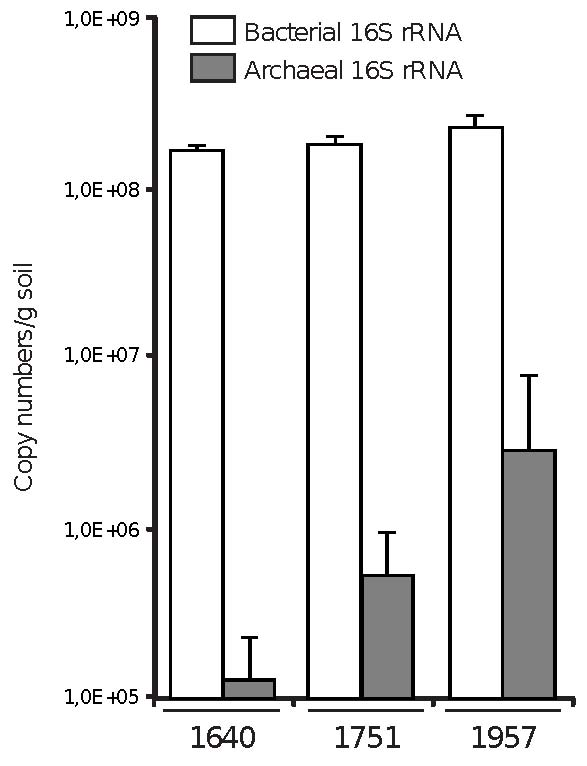 1,0E+09
Bacterial 16S rRNA
Archaeal 16S rRNA
1,0E+08
1,0E+07
1,0E+06
1,0E+05
Copy numbers/g soil
1640 1751 1957